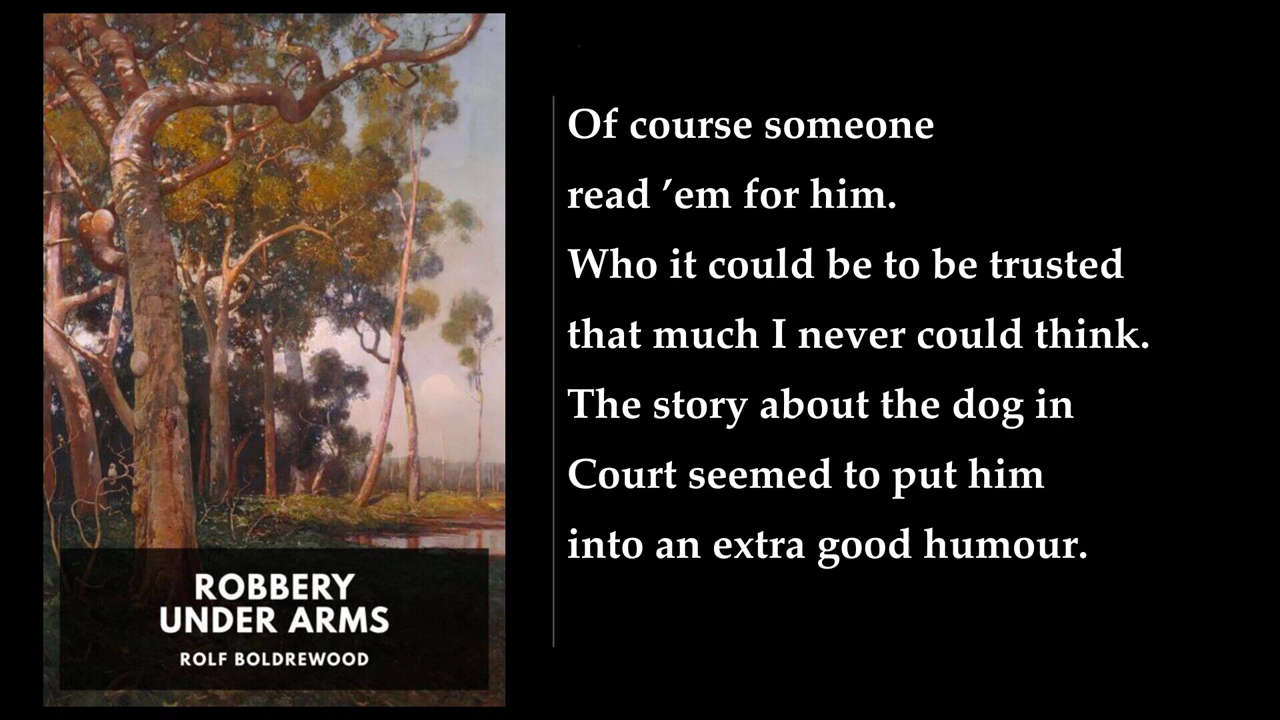 Of course someone
read ’em for him.
Who it could be to be trusted
that much I never could think.
The story about the dog in
Court seemed to put him
into an extra good humour.
ROBBERY
UNDER ARMS
ROLF BOLDREWOOD